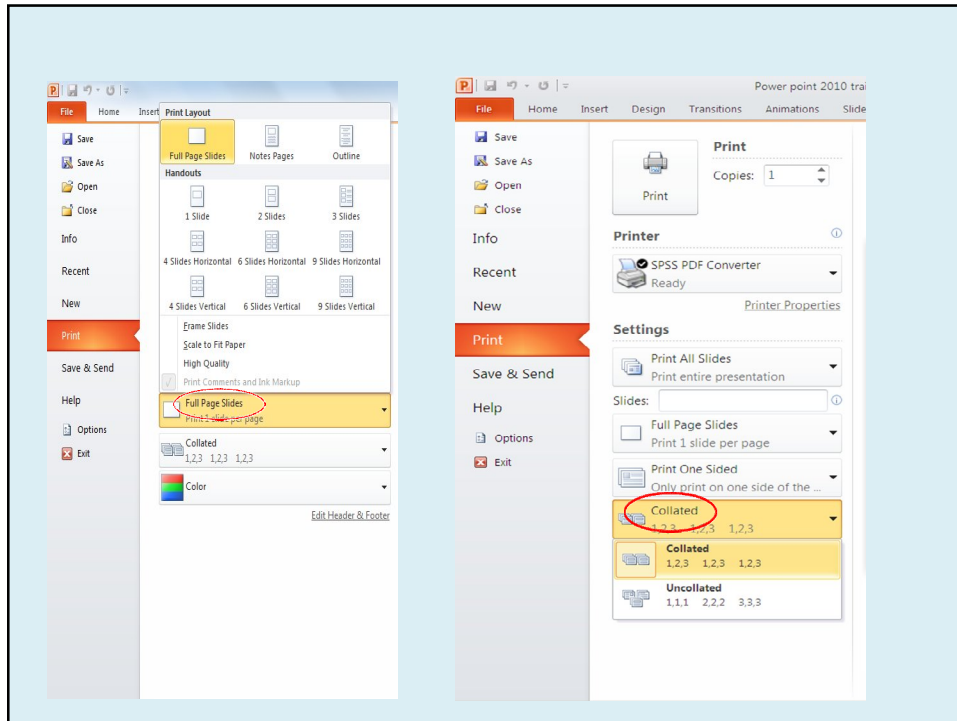 File Home Insert
Print Layout
Save
Full Page Slides Notes Pages Outline
Save As
Handouts
Open
Close
1 Slide 2 Slides 3 Slides
Info
4 Slides Horizontal 6 Slides Horizontal 9 Slides Horizontal
Recent
New
4 Slides Vertical 6 Slides Vertical 9 Slides Vertical
Frame Slides
Print
Scale to Fit Paper
Save & Send
High Quality
Print Comments and Ink Markup
Help
Full Page Slides
Print 1 slide per page
Options
Exit
Collated
1,2,3 1,2,3 1,2,3
Color
Edit Header & Footer
Power point 2010 trai
File Home Insert Design Transitions Animations Slide
Save
Save As
Open
Close
Info
Recent
New
Print
Save & Send
Help
Options
Exit
Print
Copies: 1
Print
Printer
SPSS PDF Converter
Ready
Printer Properties
Settings
Print All Slides
Print entire presentation
Slides:
Full Page Slides
Print 1 slide per page
Print One Sided
Only print on one side of the ...
Collated
1,2,3 1,2,3 1,2,3
Collated
1,2,3 1,2,3 1,2,3
Uncollated
1,1,1 2,2,2 3,3,3